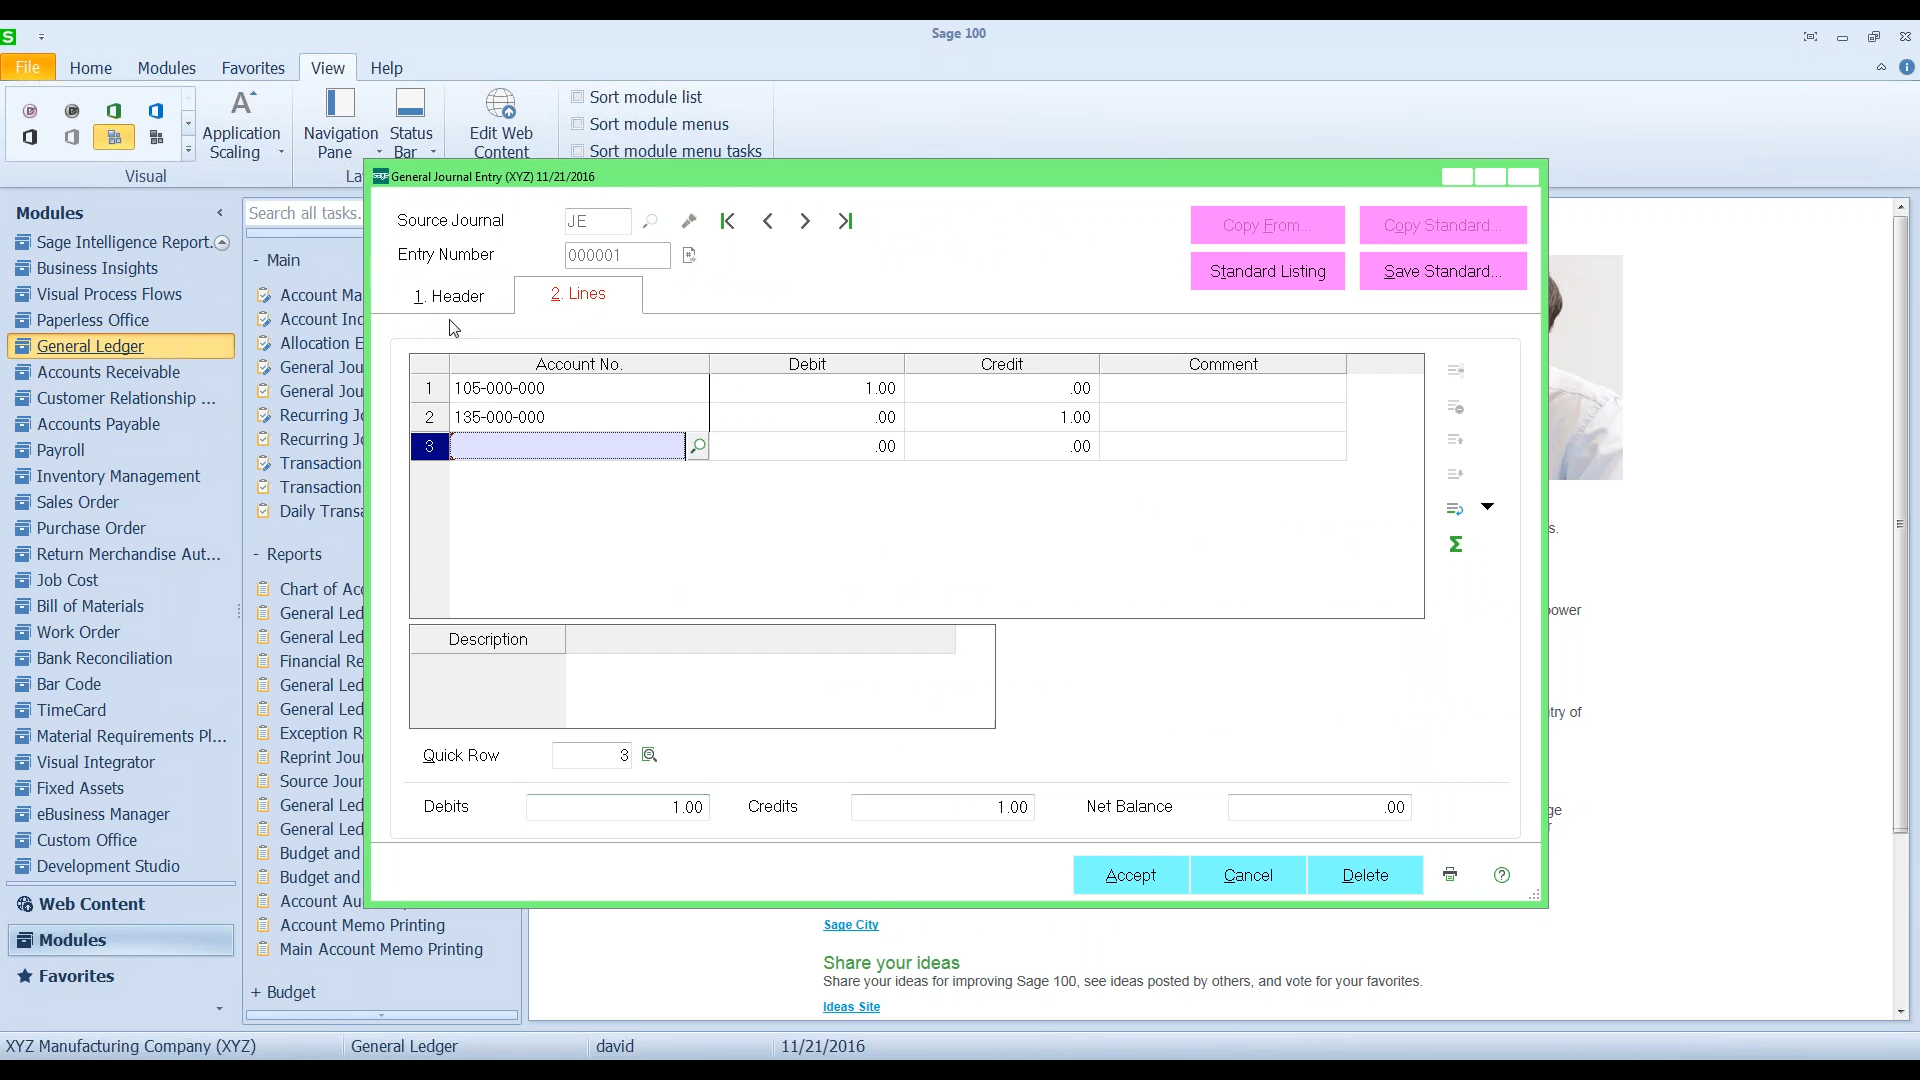 Sage 100
File Home Modules Favorites View Help
Application Scaling
Visual
Navigation Pane
Status Bar
Edit Web Content
Sort module list
Sort module menus
Sort module menu tasks
La
Modules
Sage Intelligence Report.
Business Insights
Visual Process Flows
Paperless Office
General Ledger
Accounts Receivable
Customer Relationship ...
Accounts Payable
Payroll
Inventory Management
Sales Order
Purchase Order
Return Merchandise Aut...
Job Cost
Bill of Materials
Work Order
Bank Reconciliation
Bar Code
TimeCard
Material Requirements Pl...
Visual Integrator
Fixed Assets
eBusiness Manager
Custom Office
Development Studio
Web Content
Modules
Favorites
Search all tasks.
- Main
Account Ma
Account Inc
Allocation E
General Jou
General Jou
Recurring Jo
Recurring Jo
Transaction
Transaction
Daily Transa
- Reports
Chart of Acc
General Led
General Led
Financial Re
General Led
General Led
Exception R
Reprint Jour
Source Jour
General Led
General Led
Budget and
Budget and
Account Au
Account Memo Printing
Main Account Memo Printing
+ Budget
sage General Journal Entry (XYZ) 11/21/2016
Source Journal JE
Entry Number 000001
Copy From... Copy Standard...
Standard Listing Save Standard...
1. Header 2. Lines
Account No. Debit Credit Comment
1 105-000-000 1.00 .00
2 135-000-000 .00 1.00
3 .00 .00
Description
Quick Row 3
Debits 1.00 Credits 1.00 Net Balance .00
Accept Cancel Delete
s.
ower
try of
ge
Sage City
Share your ideas
Share your ideas for improving Sage 100, see ideas posted by others, and vote for your favorites.
Ideas Site
XYZ Manufacturing Company (XYZ) General Ledger david 11/21/2016